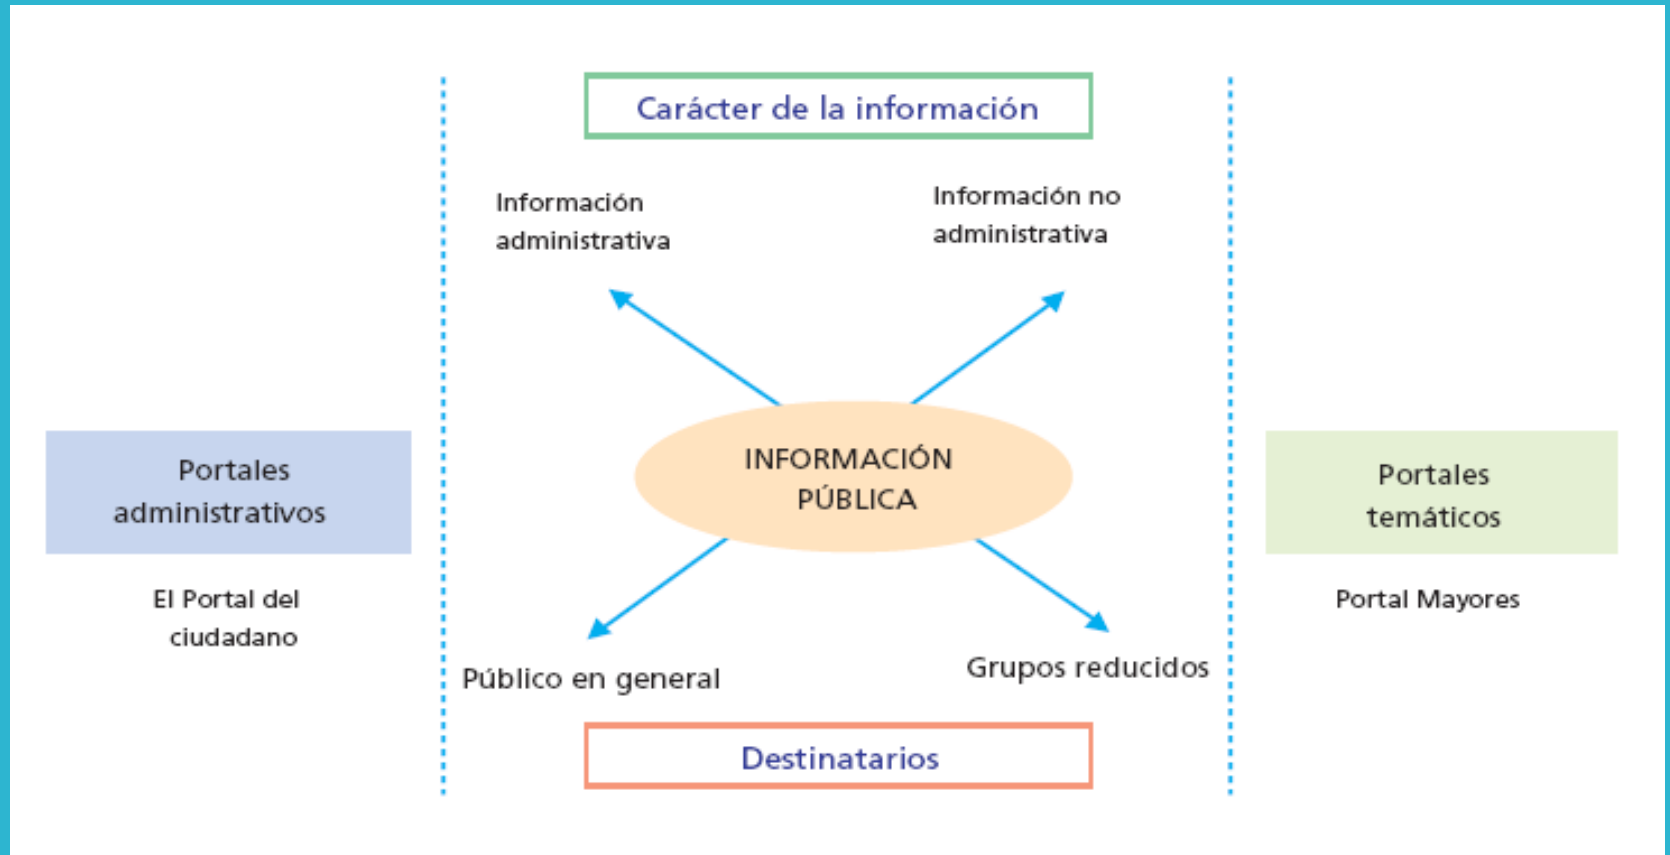 Carácter de la información
Información
administrativa
Información no
administrativa
Portales
administrativos
El Portal del
ciudadano
INFORMACIÓN
PÚBLICA
Portales
temáticos
Portal Mayores
Público en general
Grupos reducidos
Destinatarios